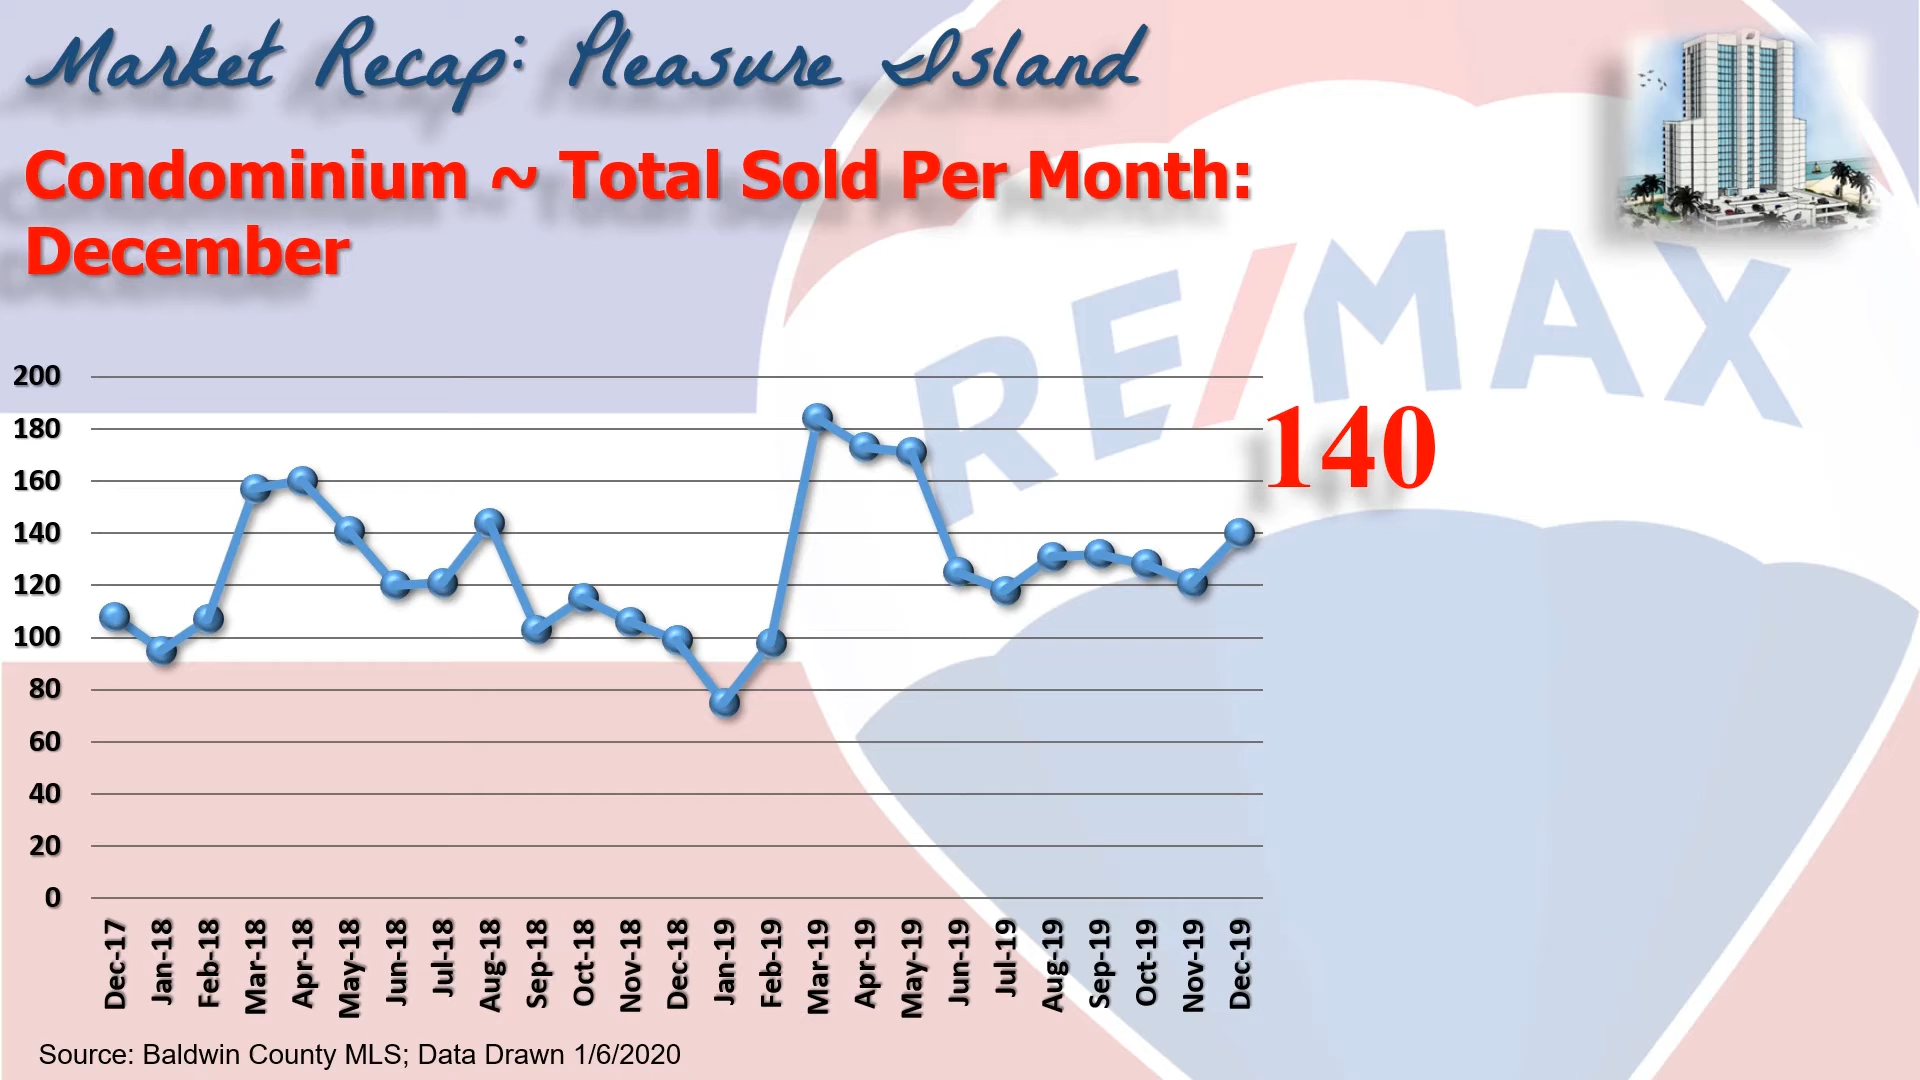 Market Recap: Pleasure Island
Condominium ~ Total Sold Per Month:
December
RE/MAX
200
180
160
140
120
100
80
60
40
20
0
140
Dec-17
Jan-18
Feb-18
Mar-18
Apr-18
May-18
Jun-18
Jul-18
Aug-18
Sep-18
Oct-18
Nov-18
Dec-18
Jan-19
Feb-19
Mar-19
Apr-19
May-19
Jun-19
Jul-19
Aug-19
Sep-19
Oct-19
Nov-19
Dec-19
Source: Baldwin County MLS; Data Drawn 1/6/2020